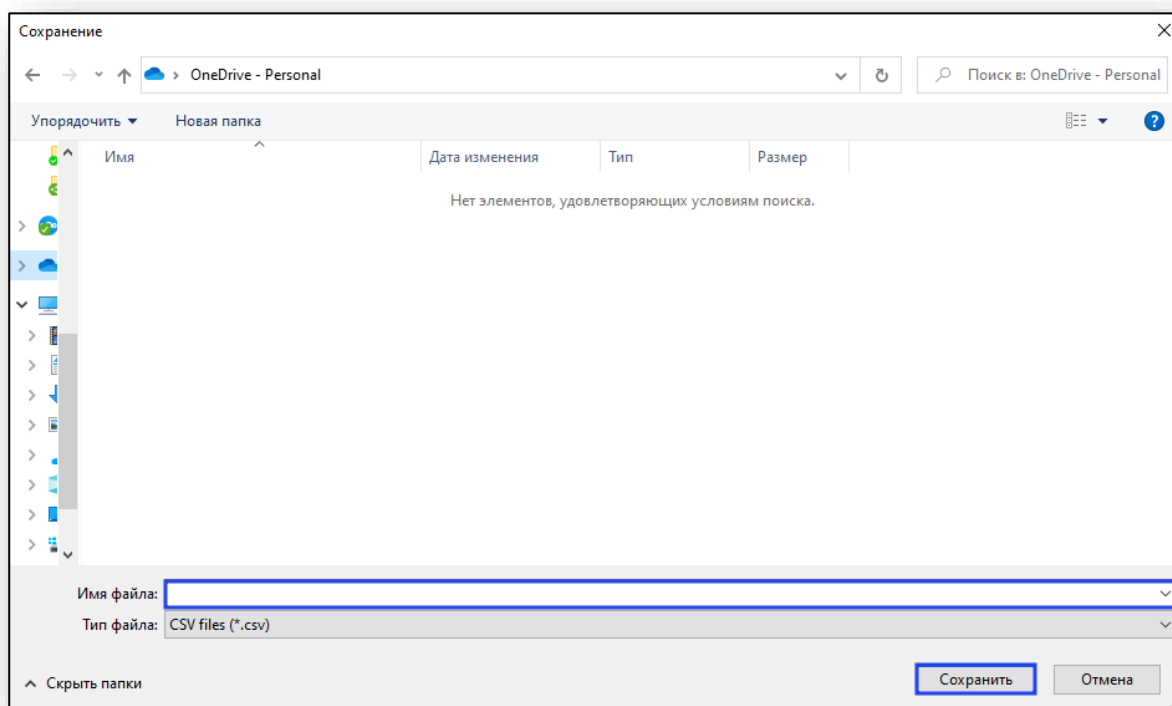 Сохранение
OneDrive - Personal
Поиск в: OneDrive - Personal
Упорядочить
Новая папка
Имя
Дата изменения
Тип
Размер
Нет элементов, удовлетворяющих условиям поиска.
Имя файла:
Тип файла: CSV files (*.csv)
Скрыть папки
Сохранить
Отмена